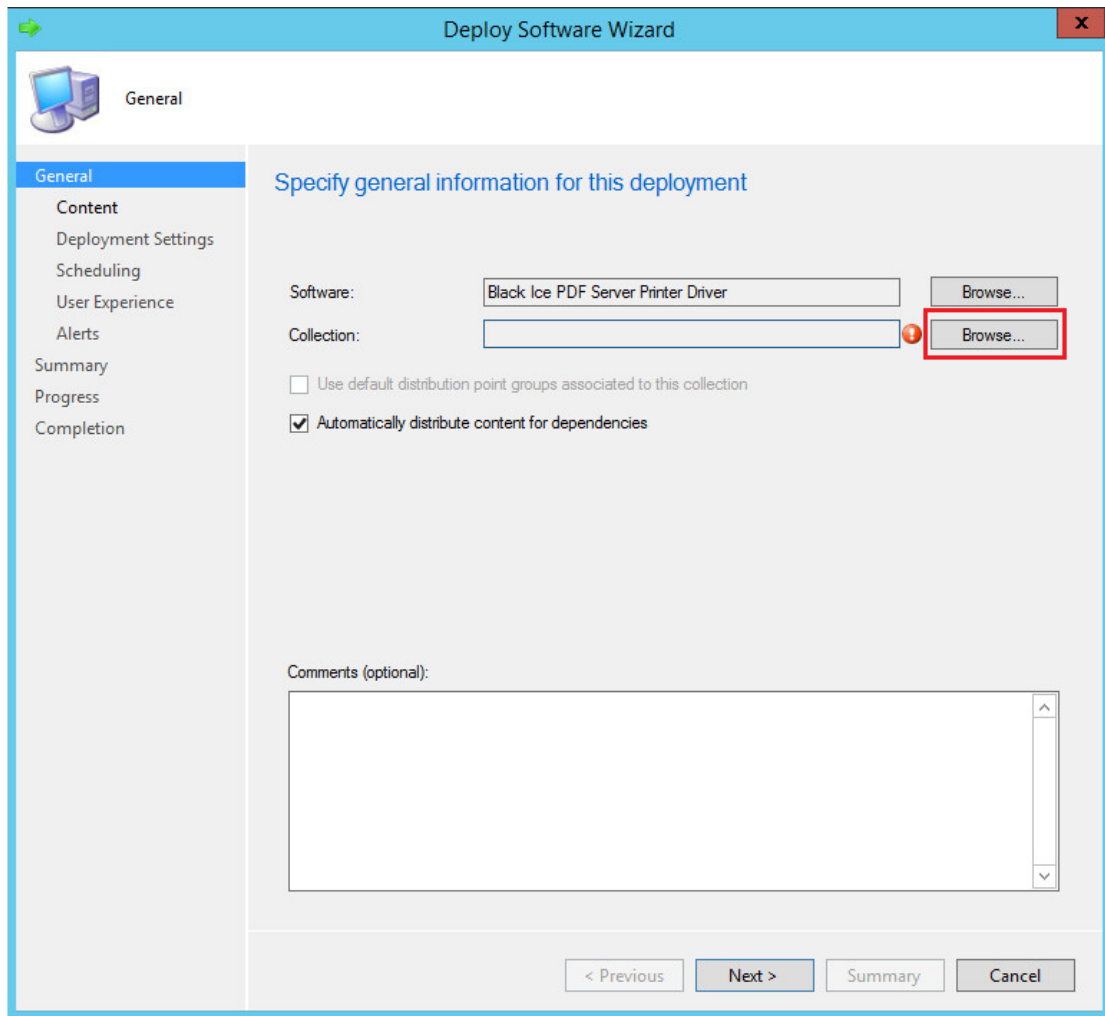 Deploy Software Wizard
x
General
General
Content
Deployment Settings
Scheduling
User Experience
Alerts
Summary
Progress
Completion
Specify general information for this deployment
Software: Black Ice PDF Server Printer Driver Browse...
Collection: Browse...
Use default distribution point groups associated to this collection
Automatically distribute content for dependencies
Comments (optional):
< Previous Next > Summary Cancel